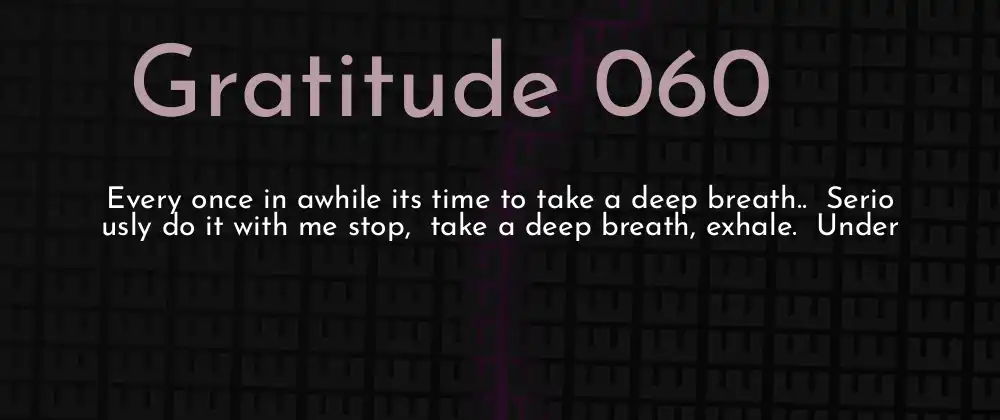 Gratitude 060
Every once in awhile its time to take a deep breath..  Serio
usly do it with me stop,  take a deep breath, exhale.  Under